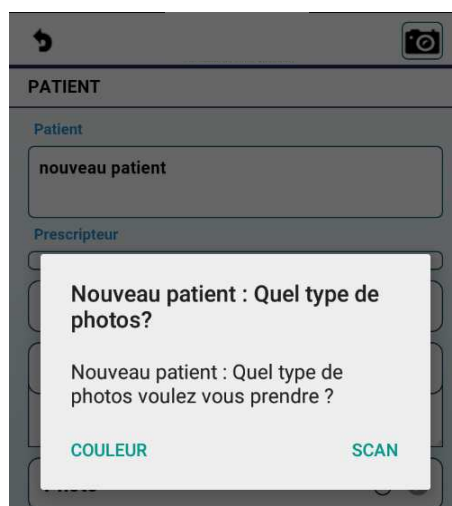 PATIENT
Patient
nouveau patient
Prescripteur
Nouveau patient : Quel type de
photos?
Nouveau patient : Quel type de
photos voulez vous prendre ?
COULEUR
SCAN